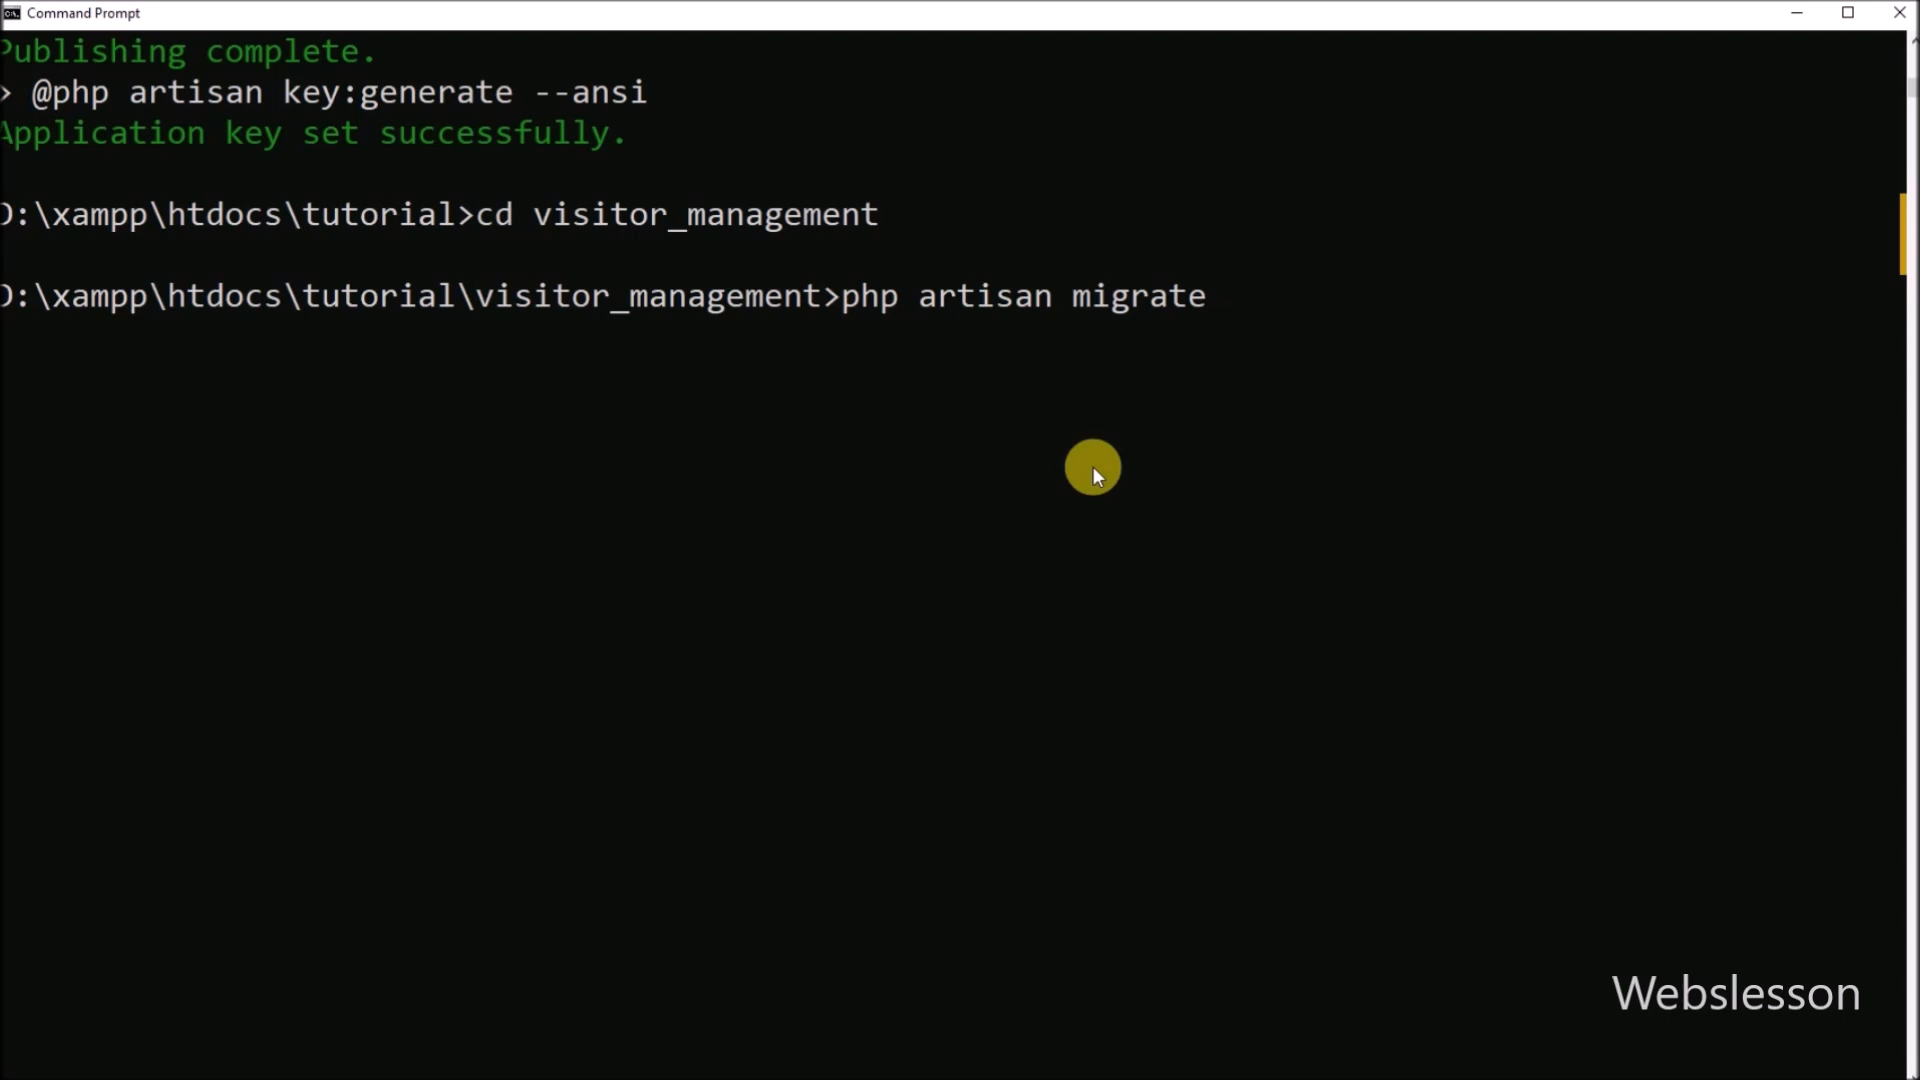 Command Prompt
Publishing complete.
> @php artisan key:generate --ansi
Application key set successfully.
D:\xampp\htdocs\tutorial>cd visitor_management
D:\xampp\htdocs\tutorial\visitor_management>php artisan migrate
Webslesson